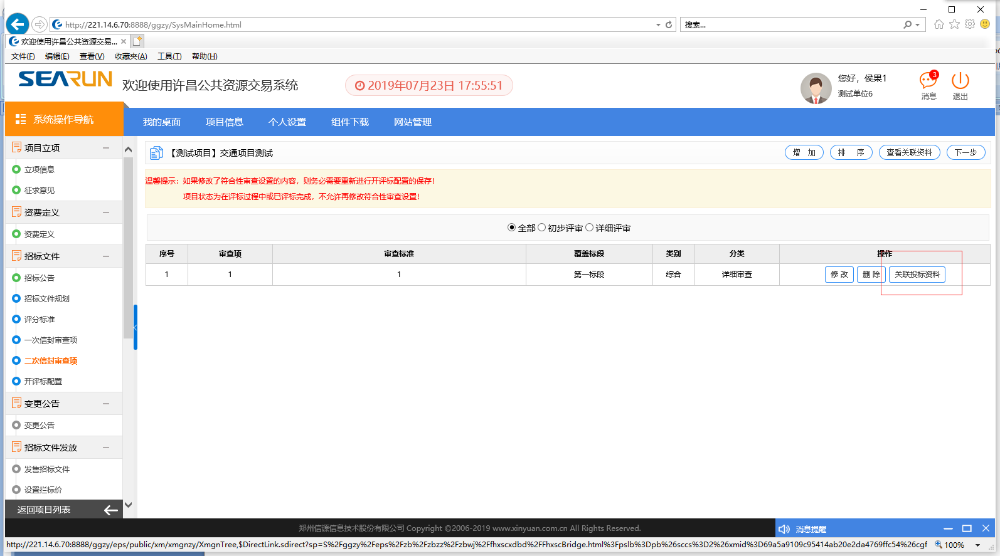 http://221.14.6.70:8888/ggzy/SysMainHome.html
搜索...
欢迎使用许昌公共资源交易...
文件(F) 编辑(E) 查看(V) 收藏夹(A) 工具(T) 帮助(H)
SEARUN 欢迎使用许昌公共资源交易系统
2019年07月23日 17:55:51
您好，侯果1
测试单位6
3
消息
退出
系统操作导航
我的桌面 项目信息 个人设置 组件下载 网站管理
项目立项
立项信息
征求意见
资费定义
资费定义
招标文件
招标公告
招标文件规划
评分标准
一次信封审查项
二次信封审查项
开评标配置
变更公告
变更公告
招标文件发放
发售招标文件
设置拦标价
返回项目列表
【测试项目】交通项目测试
增 加 排 序 查看关联资料 下一步
温馨提示：如果修改了符合性审查设置的内容，则务必需要重新进行开评标配置的保存！
项目状态为在评标过程中或已评标完成，不允许再修改符合性审查设置！
全部 初步评审 详细评审
序号 审查项 审查标准 覆盖标段 类别 分类 操作
1 1 1 第一标段 综合 详细审查 修 改 删 除 关联投标资料
郑州信源信息技术股份有限公司 Copyright ©2006-2019 www.xinyuan.com.cn All Rights Reserved.
消息提醒
http://221.14.6.70:8888/ggzy/eps/public/xm/xmgnzy/XmgnTree,$DirectLink.sdirect?sp=S%2Fggzy%2Feps%2Fzb%2Fzbzz%2Fzbwj%2Ffhxscxdbd%2FFhxscBridge.html%3Fpslb%3Dpb%26sccs%3D2%26xmid%3D69a5a9109c95414ab20e2da4769ffc54%26cgf
100%